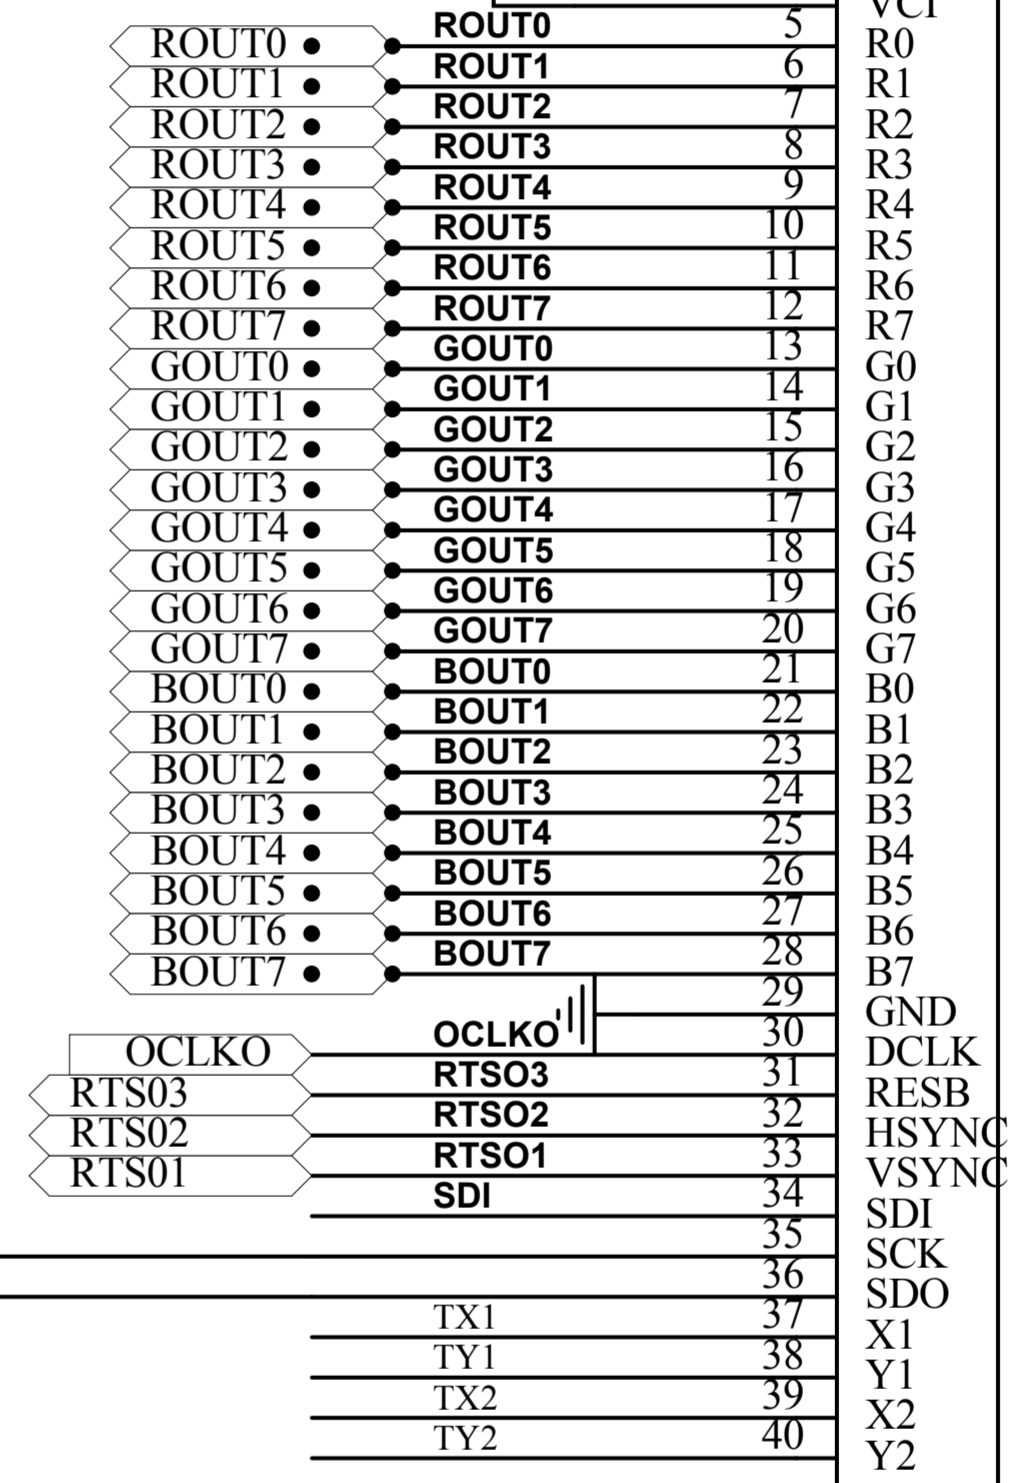 VCI
ROUT0 ROUT0 5 R0
ROUT1 ROUT1 6 R1
ROUT2 ROUT2 7 R2
ROUT3 ROUT3 8 R3
ROUT4 ROUT4 9 R4
ROUT5 ROUT5 10 R5
ROUT6 ROUT6 11 R6
ROUT7 ROUT7 12 R7
GOUT0 GOUT0 13 G0
GOUT1 GOUT1 14 G1
GOUT2 GOUT2 15 G2
GOUT3 GOUT3 16 G3
GOUT4 GOUT4 17 G4
GOUT5 GOUT5 18 G5
GOUT6 GOUT6 19 G6
GOUT7 GOUT7 20 G7
BOUT0 BOUT0 21 B0
BOUT1 BOUT1 22 B1
BOUT2 BOUT2 23 B2
BOUT3 BOUT3 24 B3
BOUT4 BOUT4 25 B4
BOUT5 BOUT5 26 B5
BOUT6 BOUT6 27 B6
BOUT7 BOUT7 28 B7
29 GND
OCLKO OCLKO 30 DCLK
RTS03 RTSO3 31 RESB
RTS02 RTSO2 32 HSYNC
RTS01 RTSO1 33 VSYNC
SDI 34 SDI
35 SCK
36 SDO
TX1 37 X1
TY1 38 Y1
TX2 39 X2
TY2 40 Y2